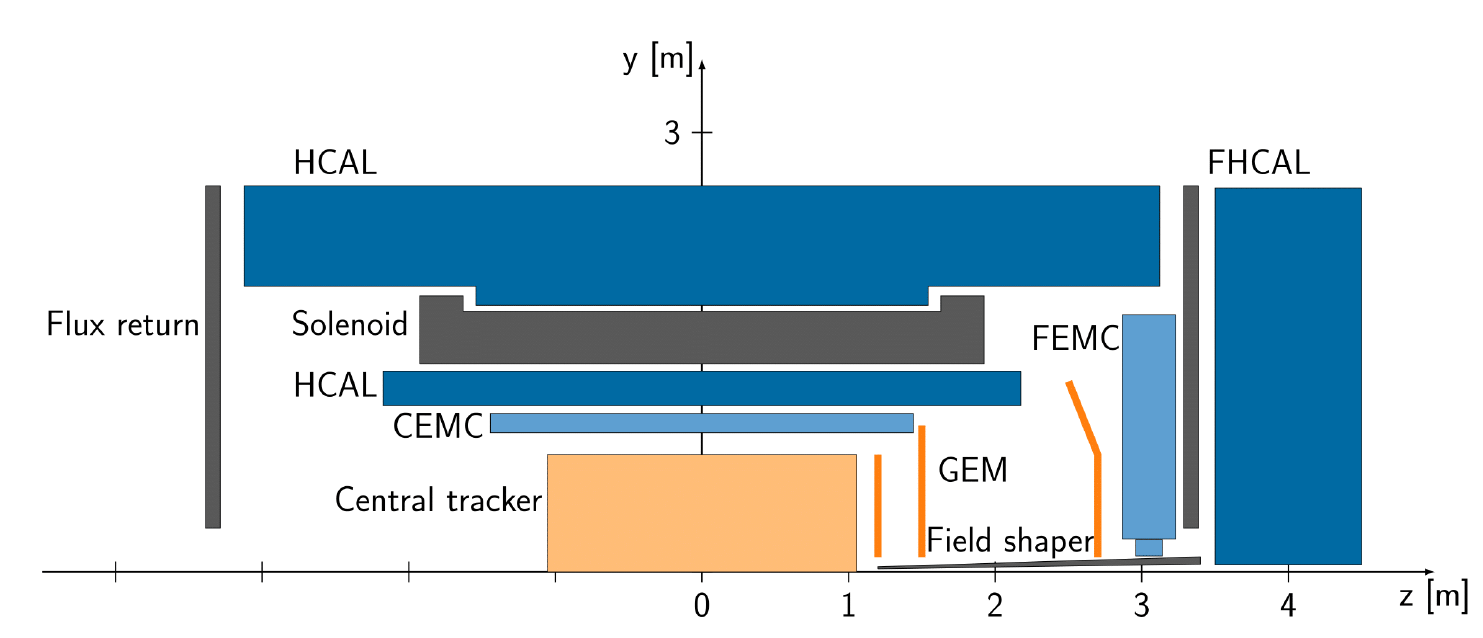 y [m]
3
HCAL
FHCAL
Flux return
Solenoid
FEMC
HCAL
CEMC
GEM
Central tracker
Field shaper
0
1
2
3
4
z [m]